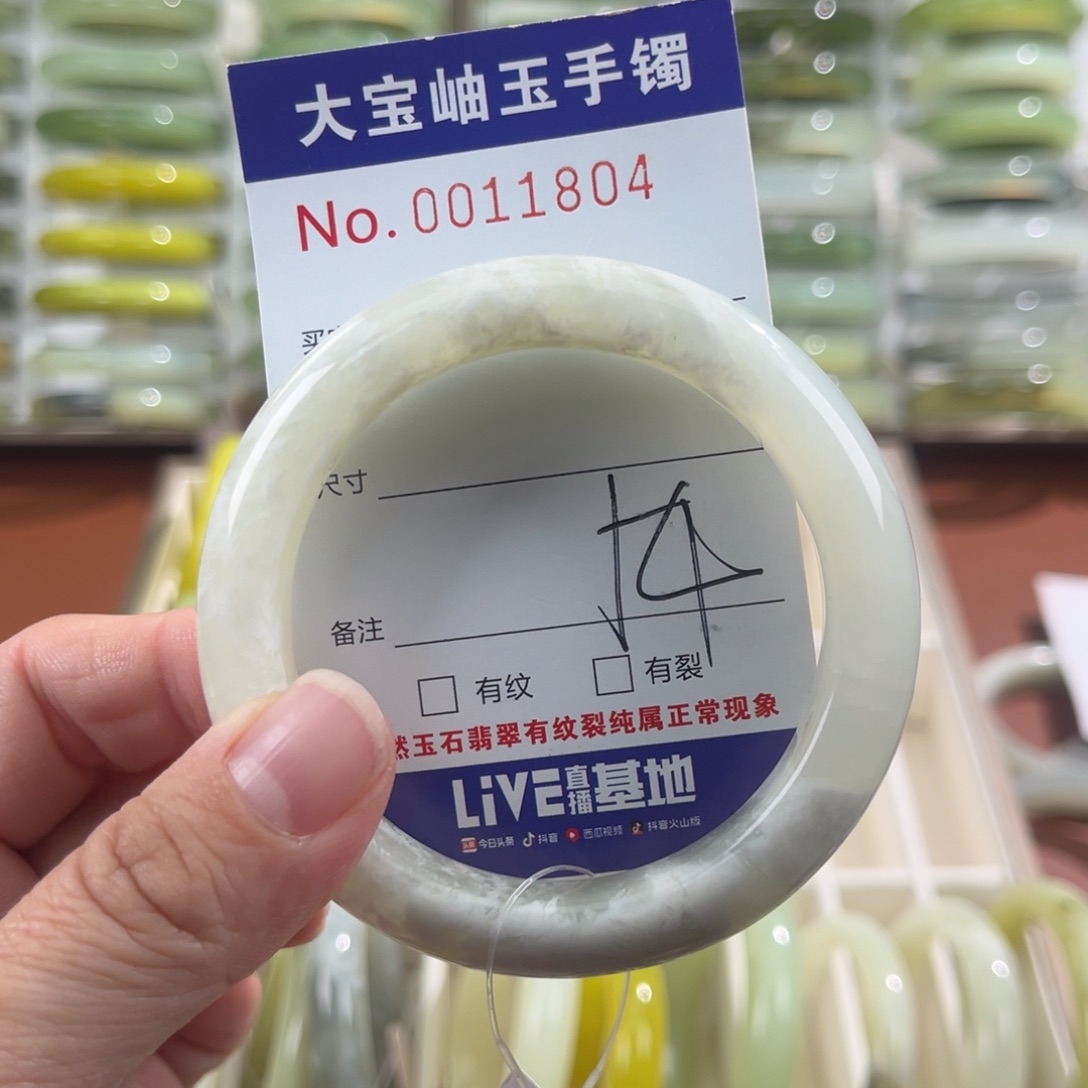 大宝岫玉手镯
No.0011804
尺寸
备注
有纹 有裂
然玉石翡翠有纹裂纯属正常现象
LiVE直播基地
今日头条 抖音 西瓜视频 抖音火山版